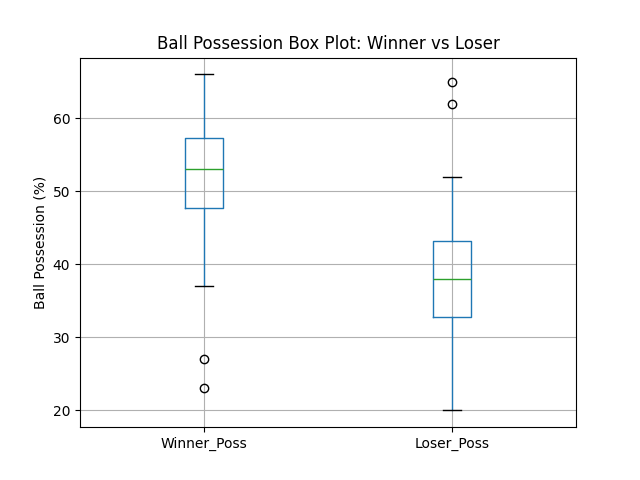 Ball Possession Box Plot: Winner vs Loser
Ball Possession (%)
60
50
40
30
20
Winner_Poss
Loser_Poss